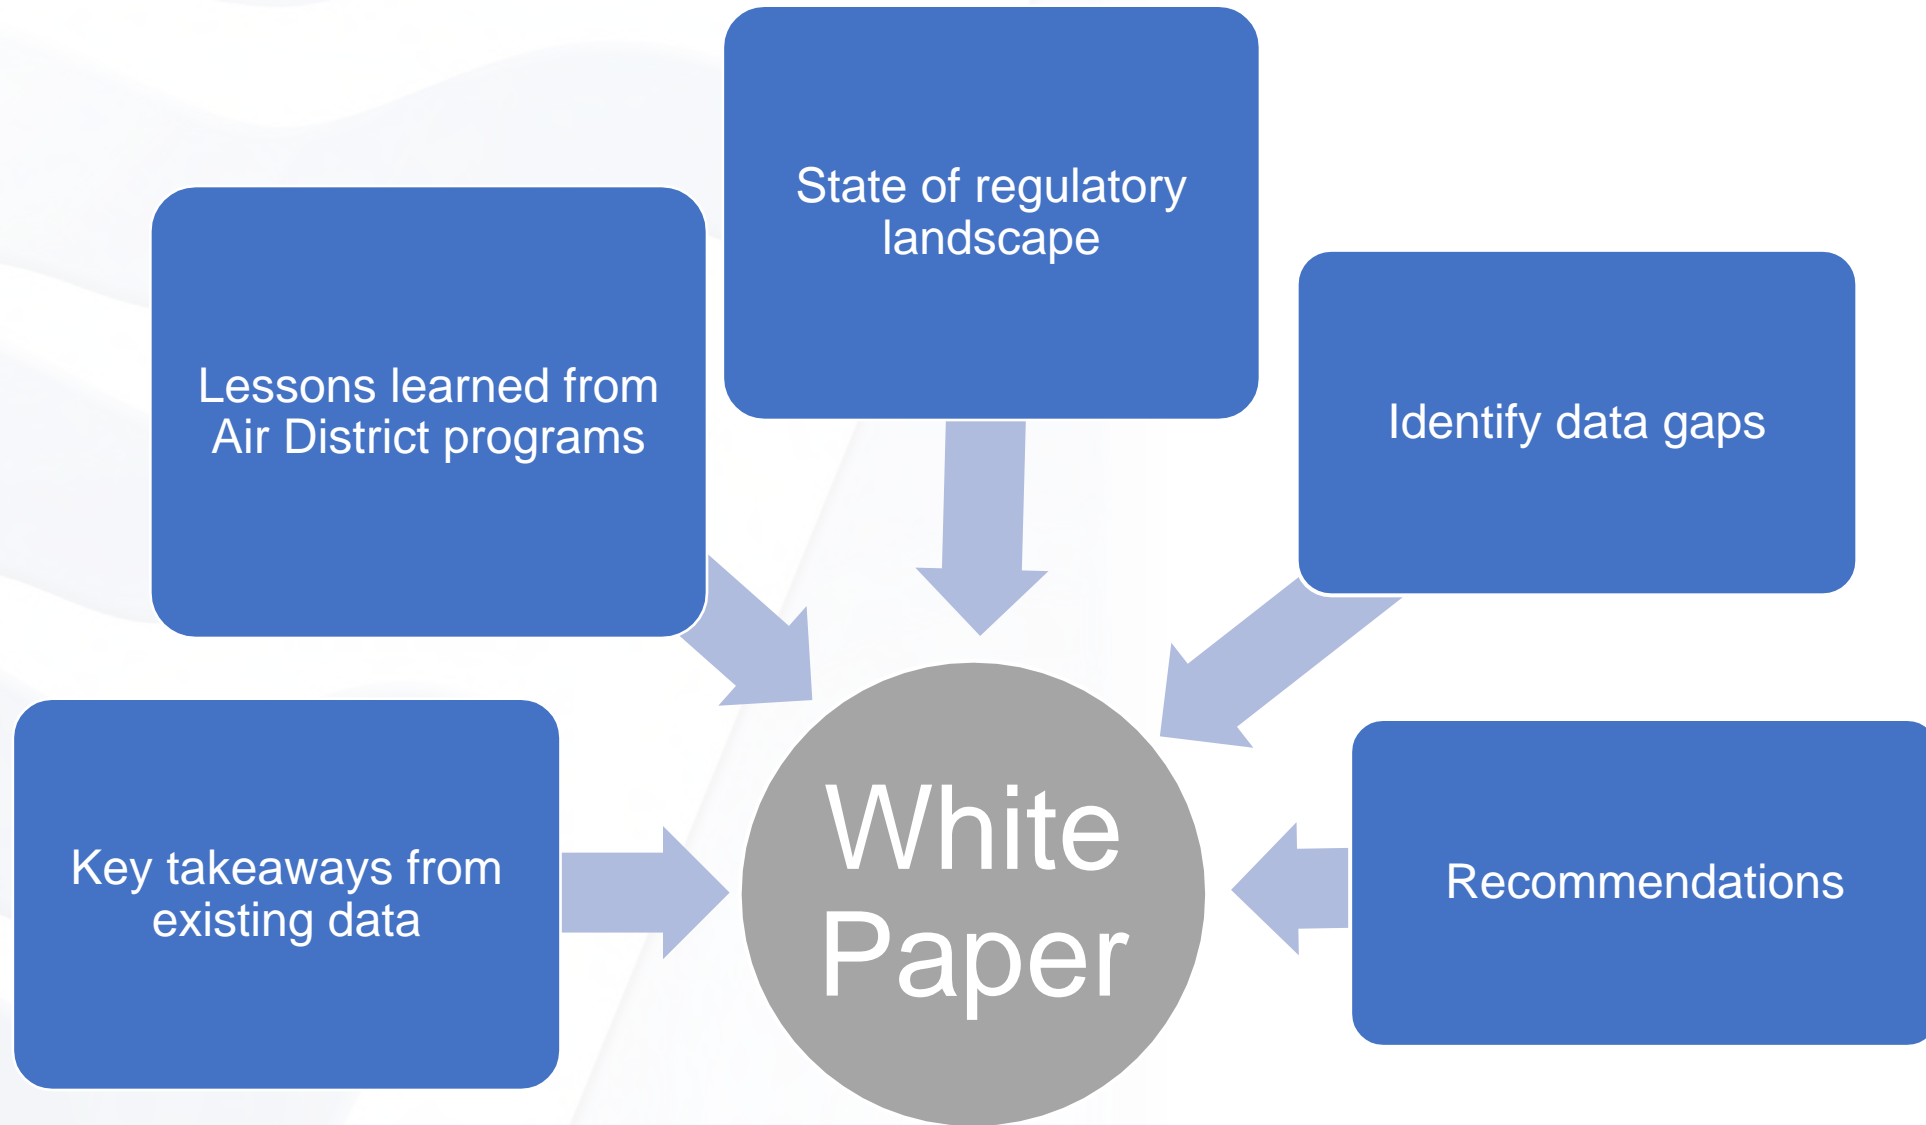 State of regulatory
landscape
Lessons learned from
Air District programs
Identify data gaps
Key takeaways from
existing data
White
Paper
Recommendations